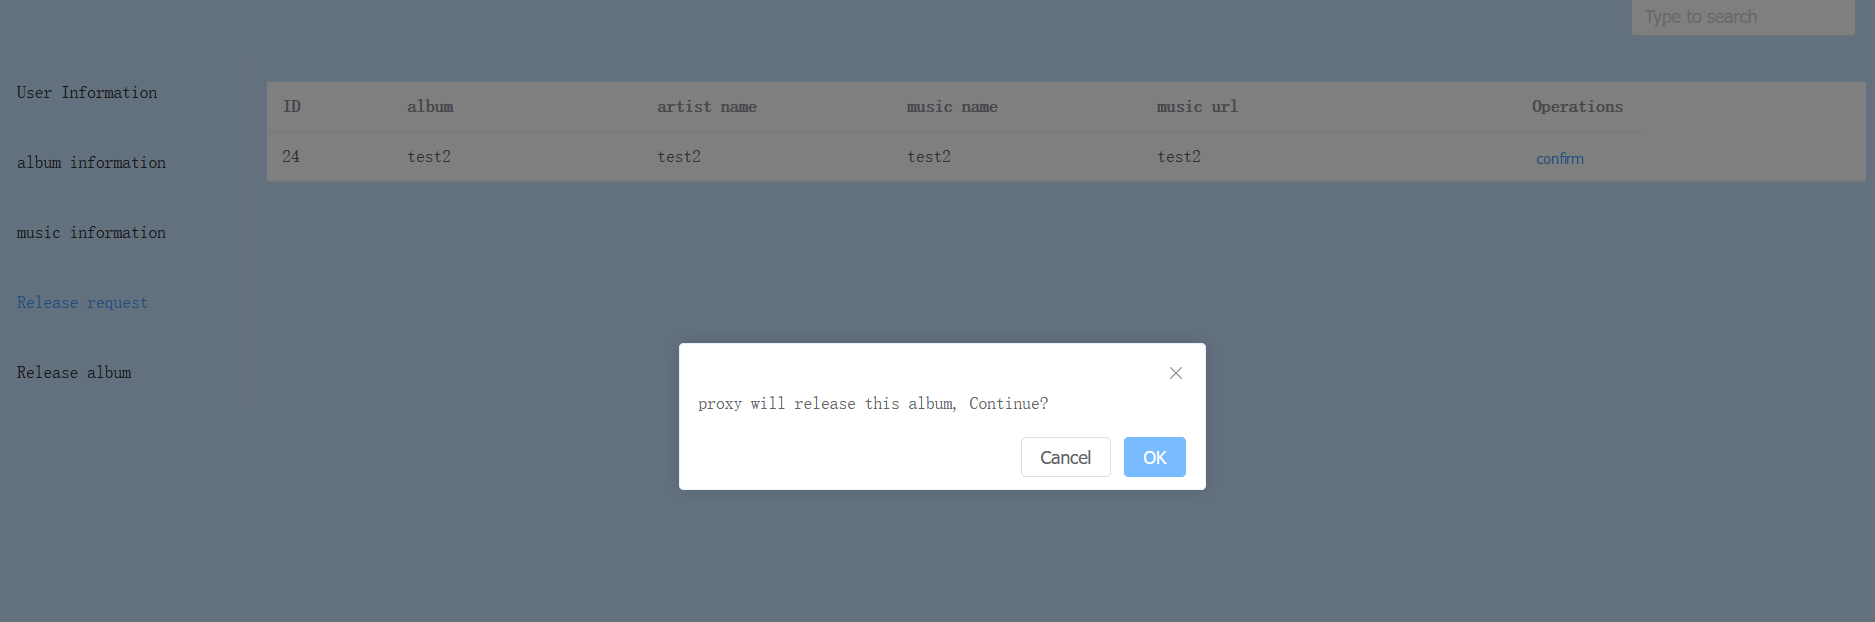 Type to search
User Information
ID album artist name music name music url Operations
24 test2 test2 test2 test2 confirm
album information
music information
Release request
Release album
proxy will release this album, Continue?
Cancel OK